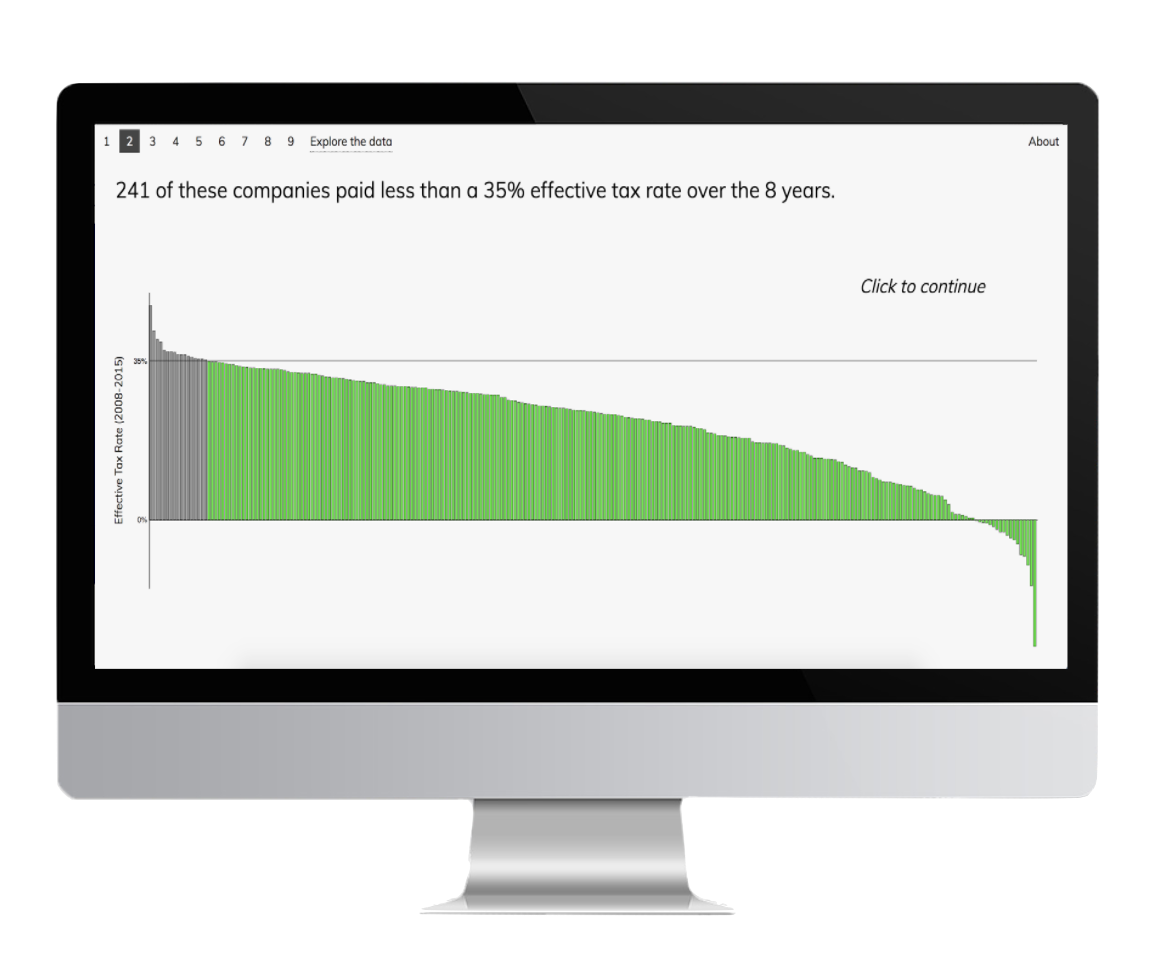 1 2 3 4 5 6 7 8 9 Explore the data About
241 of these companies paid less than a 35% effective tax rate over the 8 years.
Click to continue
35%
Effective Tax Rate (2008-2015)
0%